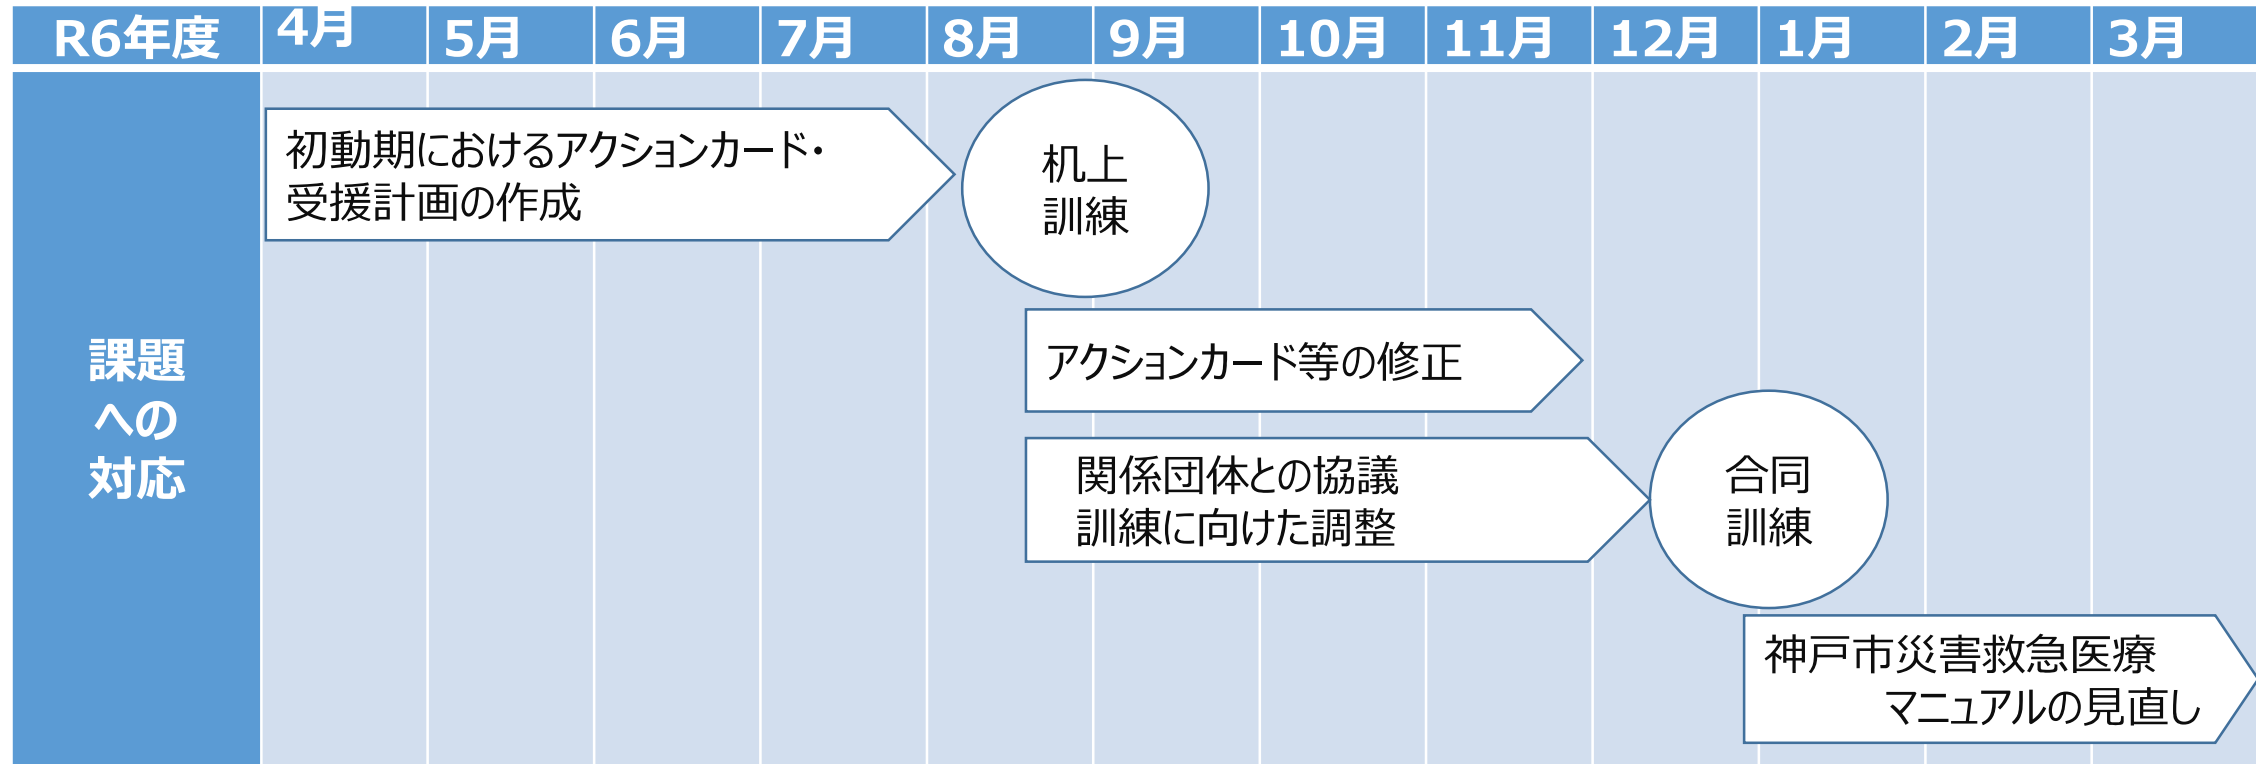 R6年度 4月 5月 6月 7月 8月 9月 10月 11月 12月 1月 2月 3月
課題
への
対応
初動期におけるアクションカード・
受援計画の作成
机上
訓練
アクションカード等の修正
関係団体との協議
訓練に向けた調整
合同
訓練
神戸市災害救急医療
マニュアルの見直し